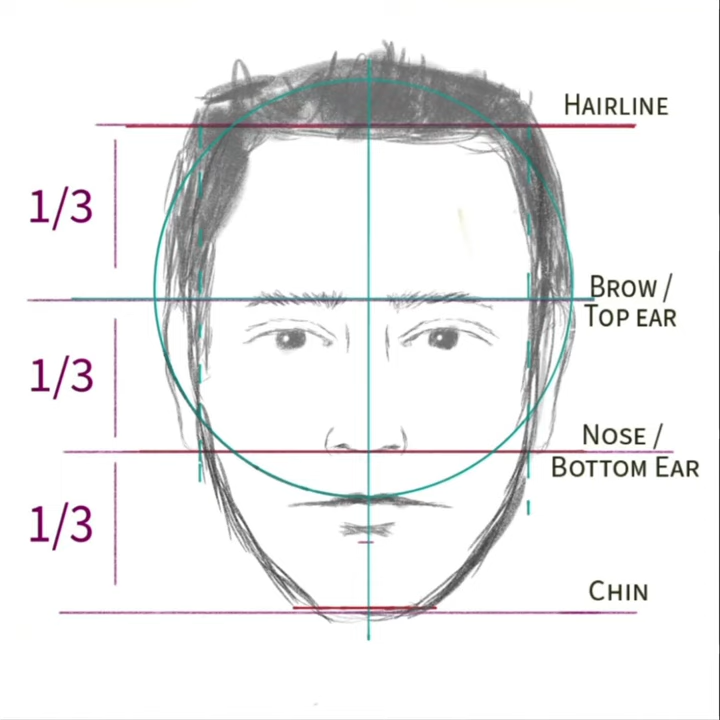 HAIRLINE
1/3
BROW /
TOP EAR
1/3
NOSE /
BOTTOM EAR
1/3
CHIN